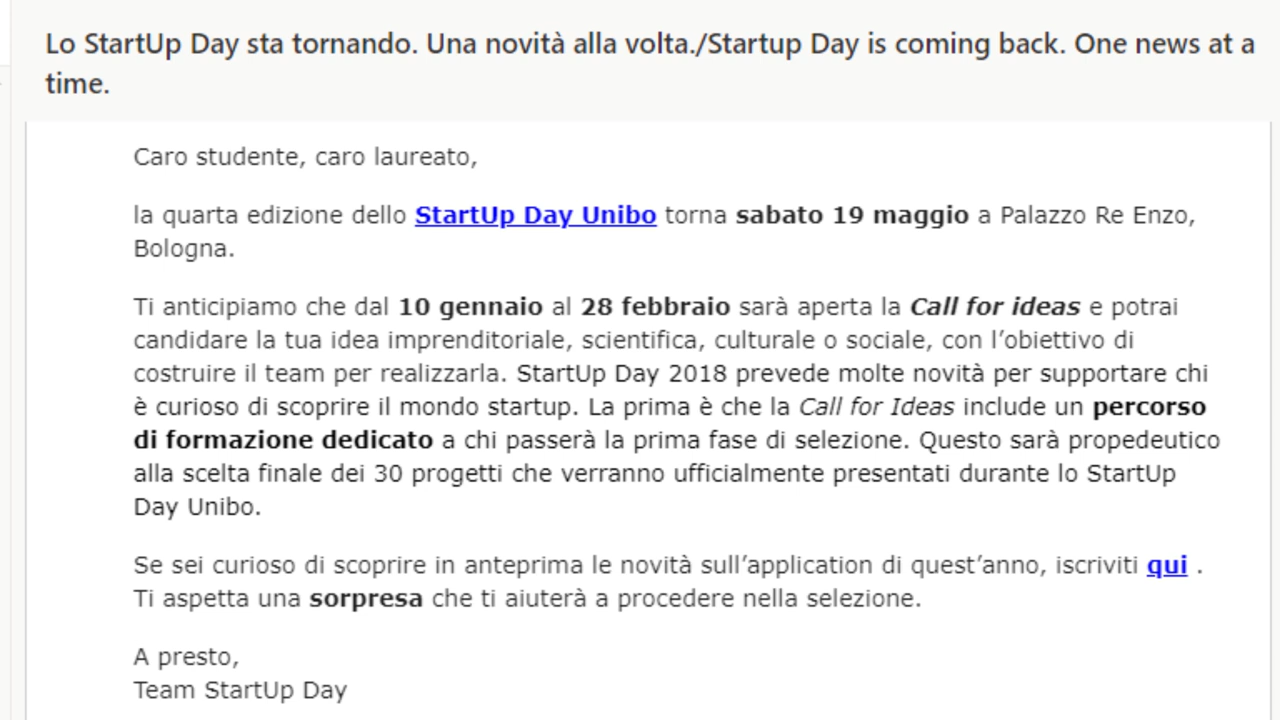 Lo StartUp Day sta tornando. Una novità alla volta./Startup Day is coming back. One news at a
time.
Caro studente, caro laureato,
la quarta edizione dello StartUp Day Unibo torna sabato 19 maggio a Palazzo Re Enzo,
Bologna.
Ti anticipiamo che dal 10 gennaio al 28 febbraio sarà aperta la Call for ideas e potrai
candidare la tua idea imprenditoriale, scientifica, culturale o sociale, con l’obiettivo di
costruire il team per realizzarla. StartUp Day 2018 prevede molte novità per supportare chi
è curioso di scoprire il mondo startup. La prima è che la Call for Ideas include un percorso
di formazione dedicato a chi passerà la prima fase di selezione. Questo sarà propedeutico
alla scelta finale dei 30 progetti che verranno ufficialmente presentati durante lo StartUp
Day Unibo.
Se sei curioso di scoprire in anteprima le novità sull’application di quest’anno, iscriviti qui .
Ti aspetta una sorpresa che ti aiuterà a procedere nella selezione.
A presto,
Team StartUp Day